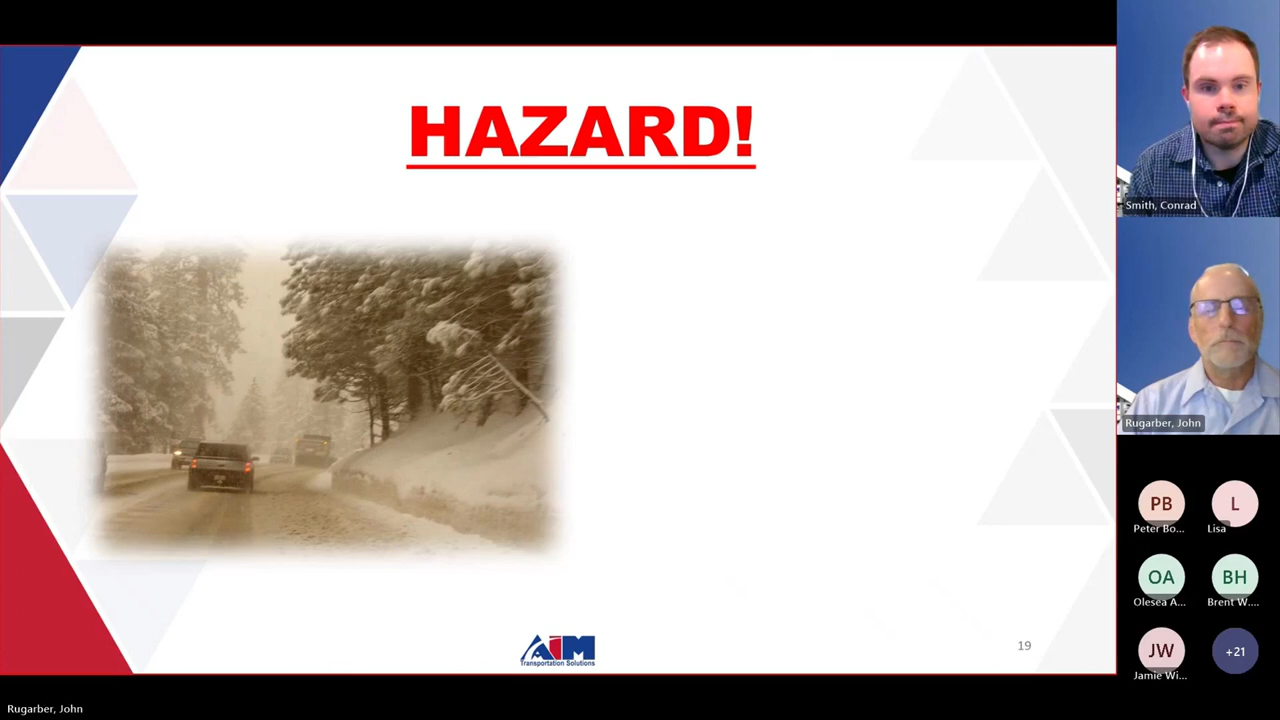 HAZARD!
AIM
Transportation Solutions
19
Smith, Conrad
Rugarber, John
PB
Peter Bo...
L
Lisa
OA
Olesea A...
BH
Brent W....
JW
Jamie Wi...
+21
Rugarber, John